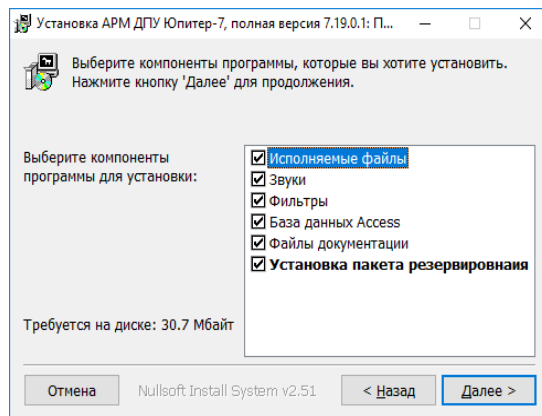 Установка АРМ ДПУ Юпитер-7, полная версия 7.19.0.1: П...
Выберите компоненты программы, которые вы хотите установить.
Нажмите кнопку 'Далее' для продолжения.
Выберите компоненты
программы для установки:
Исполняемые файлы
Звуки
Фильтры
База данных Access
Файлы документации
Установка пакета резервировнаия
Требуется на диске: 30.7 Мбайт
Отмена
Nullsoft Install System v2.51
< Назад
Далее >